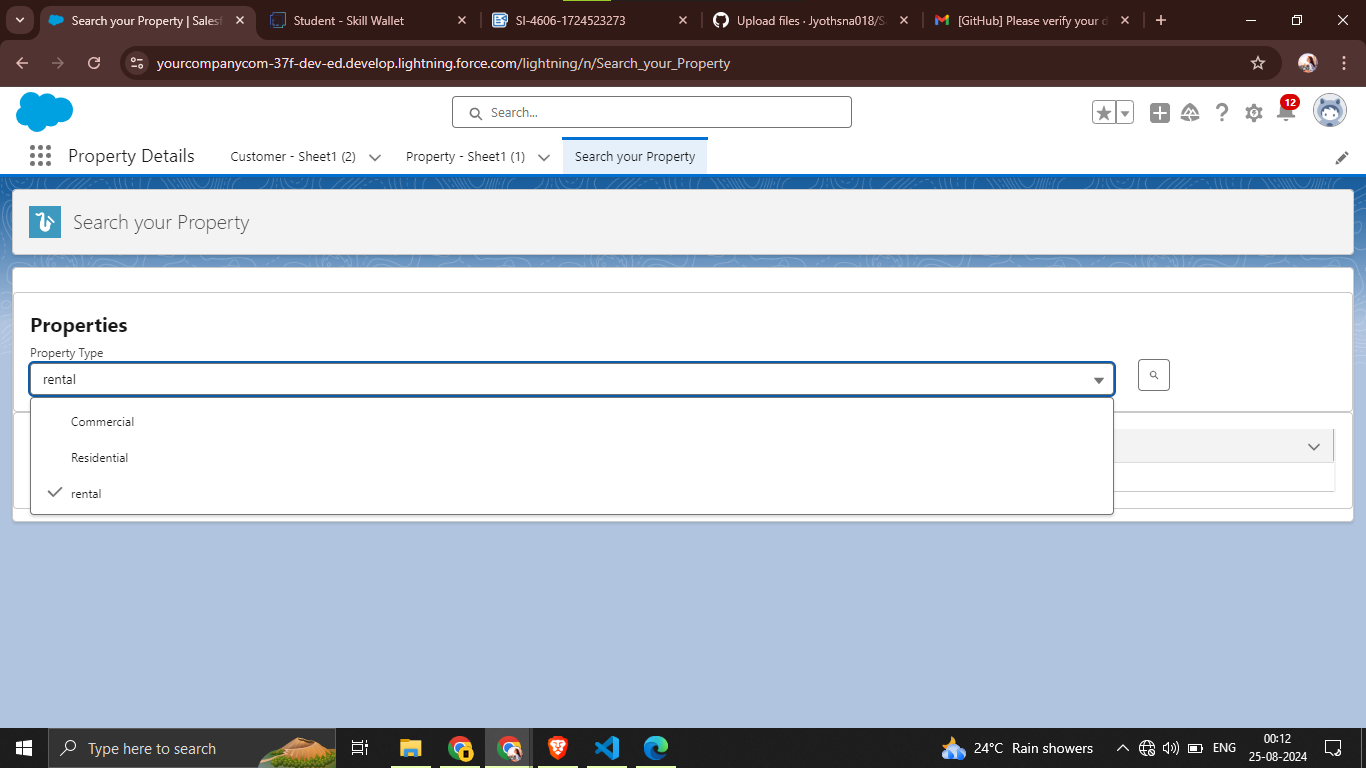 Search your Property | Salesf
Student - Skill Wallet
SI-4606-1724523273
Upload files · Jyothsna018/Sa
[GitHub] Please verify your d
yourcompanycom-37f-dev-ed.develop.lightning.force.com/lightning/n/Search_your_Property
Search...
12
Property Details
Customer - Sheet1 (2)
Property - Sheet1 (1)
Search your Property
Search your Property
Properties
Property Type
rental
Commercial
Residential
rental
Type here to search
24°C Rain showers
ENG
00:12
25-08-2024